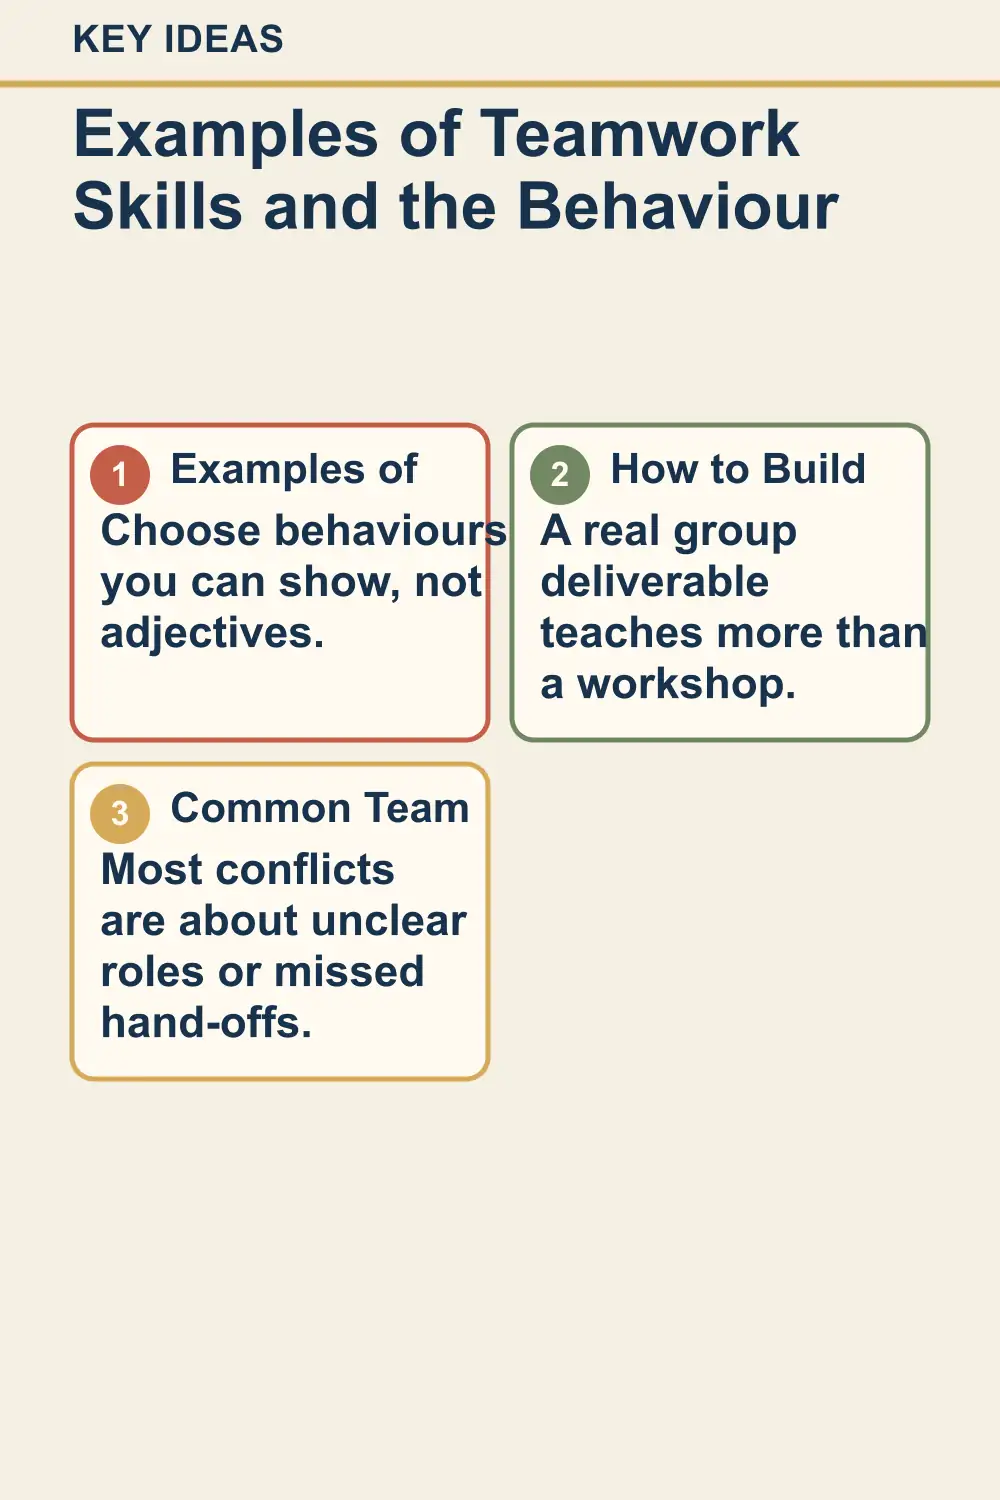 KEY IDEAS
Examples of Teamwork
Skills and the Behaviour
1
Examples of
Choose behaviours
you can show, not
adjectives.
2
How to Build
A real group
deliverable
teaches more than
a workshop.
3
Common Team
Most conflicts
are about unclear
roles or missed
hand-offs.